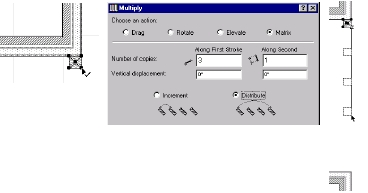 Multiply
Choose an action:
Drag Rotate Elevate Matrix
Along First Stroke Along Second
Number of copies: 3 1
Vertical displacement: 0" 0"
Increment Distribute